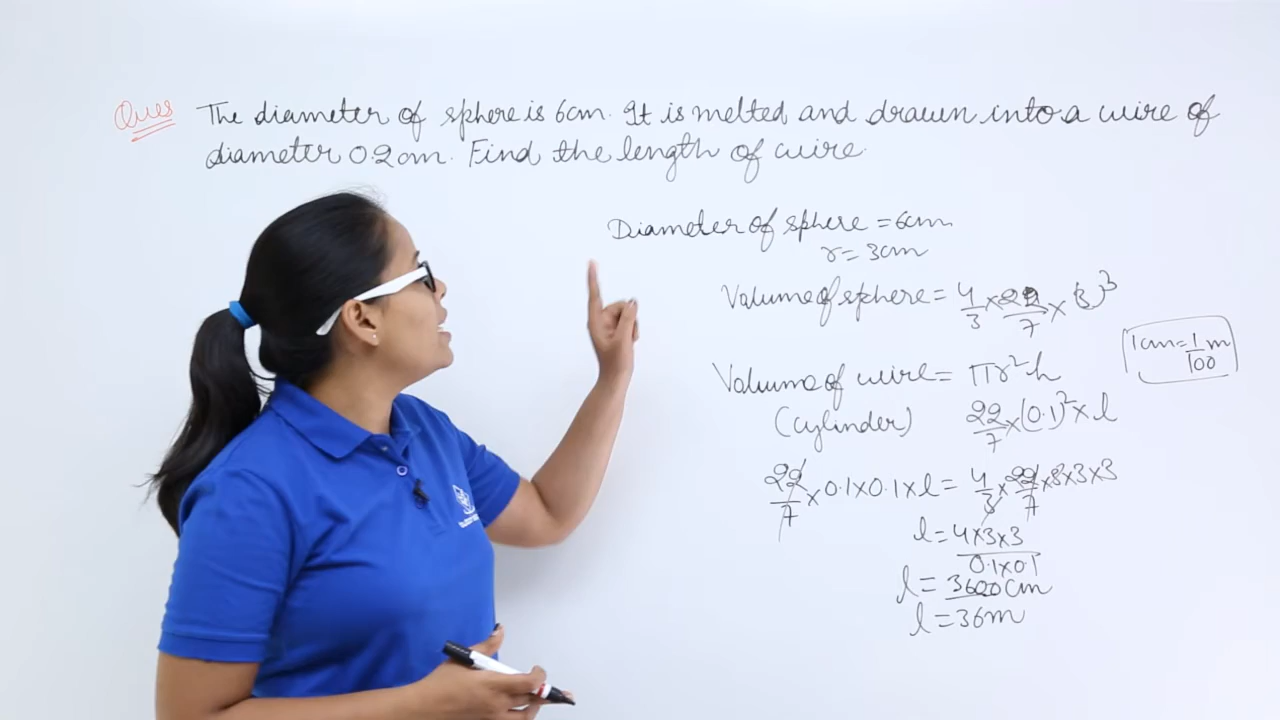 Ques The diameter of sphere is 6cm. It is melted and drawn into a wire of
diameter 0.2cm. Find the length of wire.
Diameter of sphere = 6cm
r = 3cm
Volume of sphere = 4/3 × 22/7 × (3)³
1cm = 1/100 m
Volume of wire = πr²h
(cylinder) 22/7 × (0.1)² × l
22/7 × 0.1 × 0.1 × l = 4/3 × 22/7 × 3 × 3 × 3
l = 4×3×3 / 0.1×0.1
l = 3600 cm
l = 36m